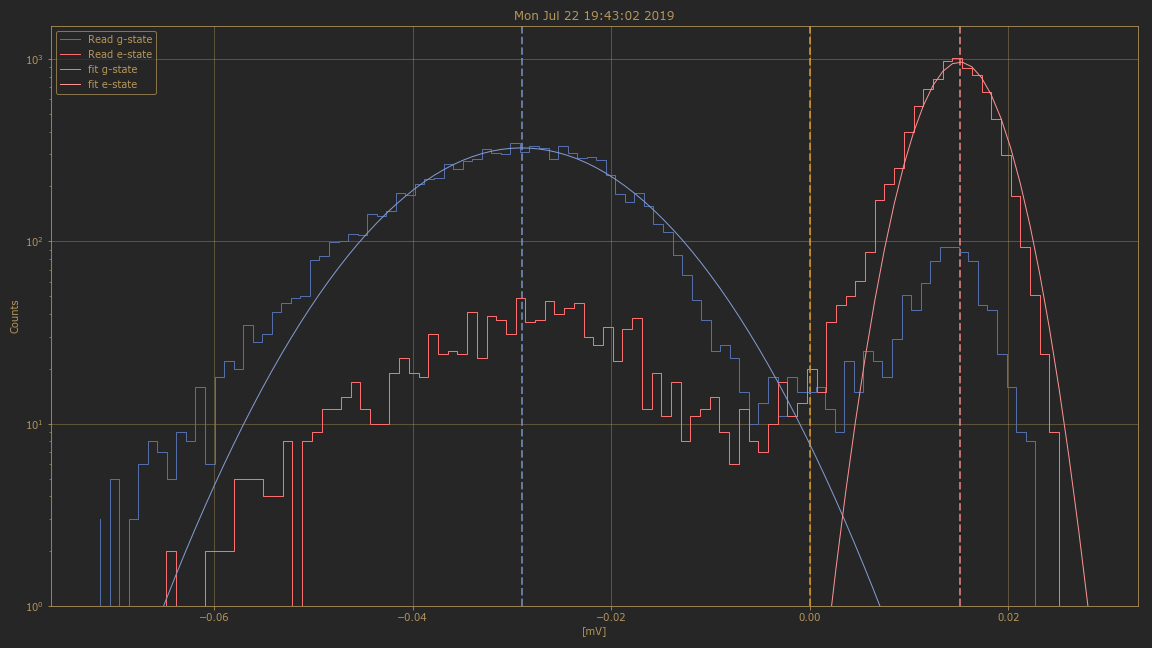 Mon Jul 22 19:43:02 2019
Read g-state
Read e-state
fit g-state
fit e-state
10³
10²
10¹
10⁰
Counts
−0.06 −0.04 −0.02 0.00 0.02
[mV]